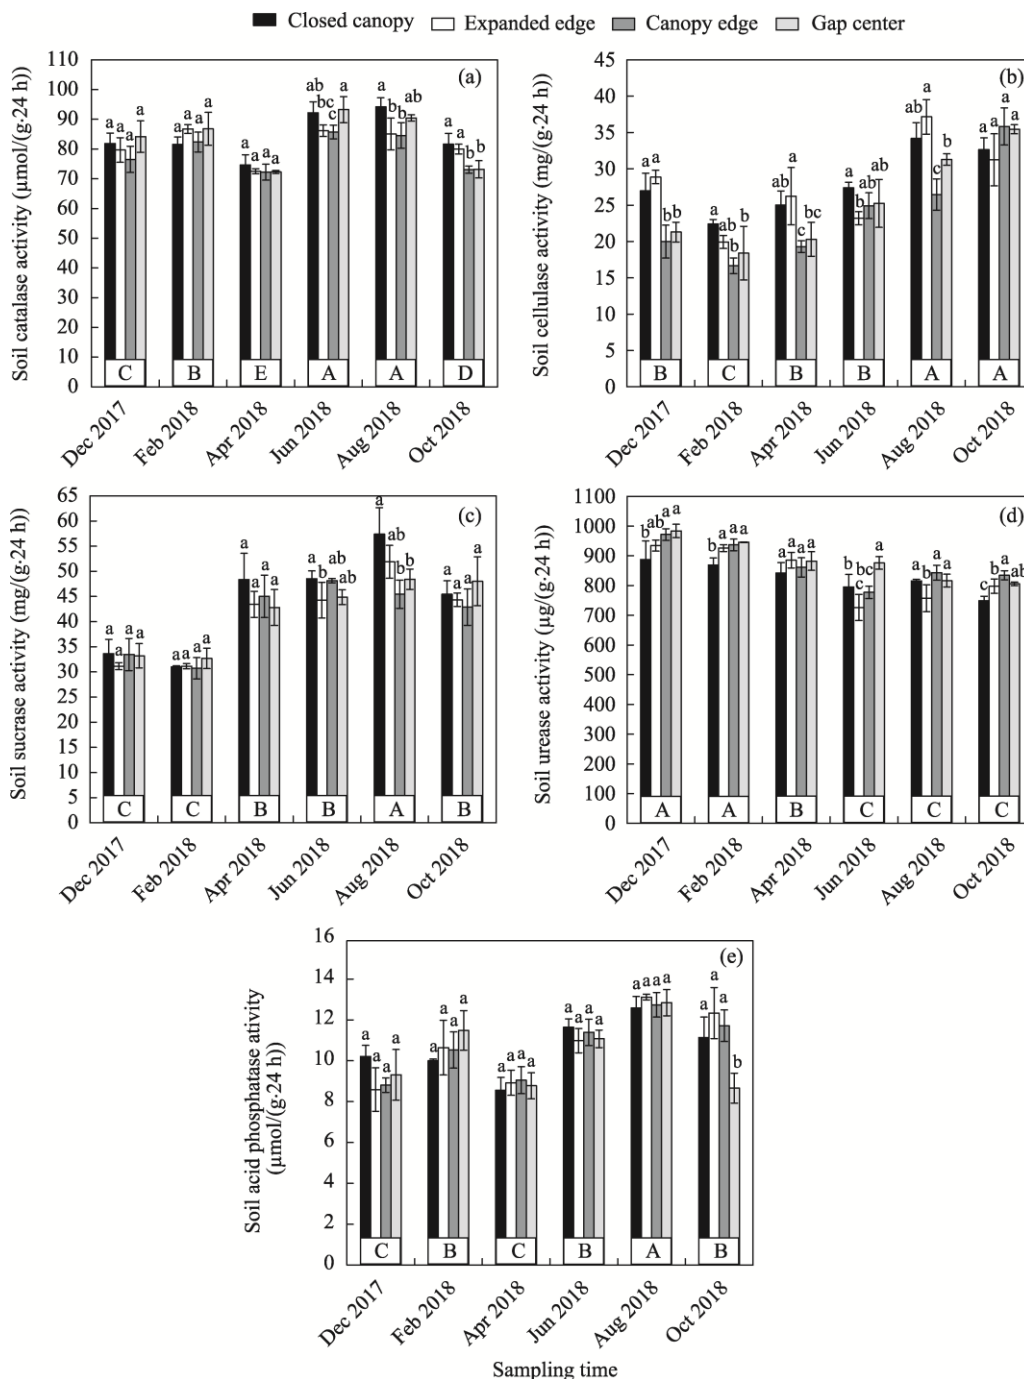 Closed canopy Expanded edge Canopy edge Gap center
(a)
Soil catalase activity (μmol/(g·24 h))
110
100
90
80
70
60
50
40
30
20
10
0
a a a a
a a a a
a a a a
ab bc c a
a b b ab
a a b b
C B E A A D
Dec 2017 Feb 2018 Apr 2018 Jun 2018 Aug 2018 Oct 2018
(b)
Soil cellulase activity (mg/(g·24 h))
45
40
35
30
25
20
15
10
5
0
a a b b
a ab b b
ab a c bc
a b ab ab
ab a c b
a a a a
B C B B A A
Dec 2017 Feb 2018 Apr 2018 Jun 2018 Aug 2018 Oct 2018
(c)
Soil sucrase activity (mg/(g·24 h))
65
60
55
50
45
40
35
30
25
20
15
10
5
0
a a a a
a a a a
a a a a
a b ab ab
a ab b b
a a a a
C C B B A B
Dec 2017 Feb 2018 Apr 2018 Jun 2018 Aug 2018 Oct 2018
(d)
Soil urease activity (μg/(g·24 h))
1100
1000
900
800
700
600
500
400
300
200
100
0
b ab a a
b a a a
a a a a
b c bc a
a b a a
c b a ab
A A B C C C
Dec 2017 Feb 2018 Apr 2018 Jun 2018 Aug 2018 Oct 2018
(e)
Soil acid phosphatase ativity
(μmol/(g·24 h))
16
14
12
10
8
6
4
2
0
a a a a
a a a a
a a a a
a a a a
a a a a
a a a b
C B C B A B
Dec 2017 Feb 2018 Apr 2018 Jun 2018 Aug 2018 Oct 2018
Sampling time